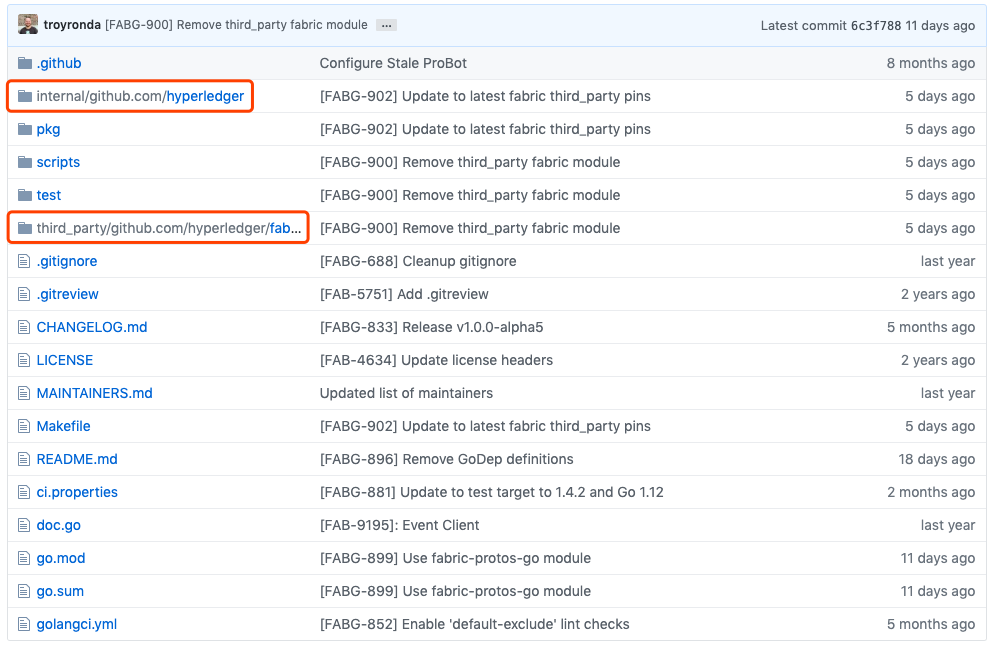 troyronda [FABG-900] Remove third_party fabric module ... Latest commit 6c3f788 11 days ago
.github Configure Stale ProBot 8 months ago
internal/github.com/hyperledger [FABG-902] Update to latest fabric third_party pins 5 days ago
pkg [FABG-902] Update to latest fabric third_party pins 5 days ago
scripts [FABG-900] Remove third_party fabric module 5 days ago
test [FABG-900] Remove third_party fabric module 5 days ago
third_party/github.com/hyperledger/fab... [FABG-900] Remove third_party fabric module 5 days ago
.gitignore [FABG-688] Cleanup gitignore last year
.gitreview [FAB-5751] Add .gitreview 2 years ago
CHANGELOG.md [FABG-833] Release v1.0.0-alpha5 5 months ago
LICENSE [FAB-4634] Update license headers 2 years ago
MAINTAINERS.md Updated list of maintainers last year
Makefile [FABG-902] Update to latest fabric third_party pins 5 days ago
README.md [FABG-896] Remove GoDep definitions 18 days ago
ci.properties [FABG-881] Update to test target to 1.4.2 and Go 1.12 2 months ago
doc.go [FAB-9195]: Event Client last year
go.mod [FABG-899] Use fabric-protos-go module 11 days ago
go.sum [FABG-899] Use fabric-protos-go module 11 days ago
golangci.yml [FABG-852] Enable 'default-exclude' lint checks 5 months ago